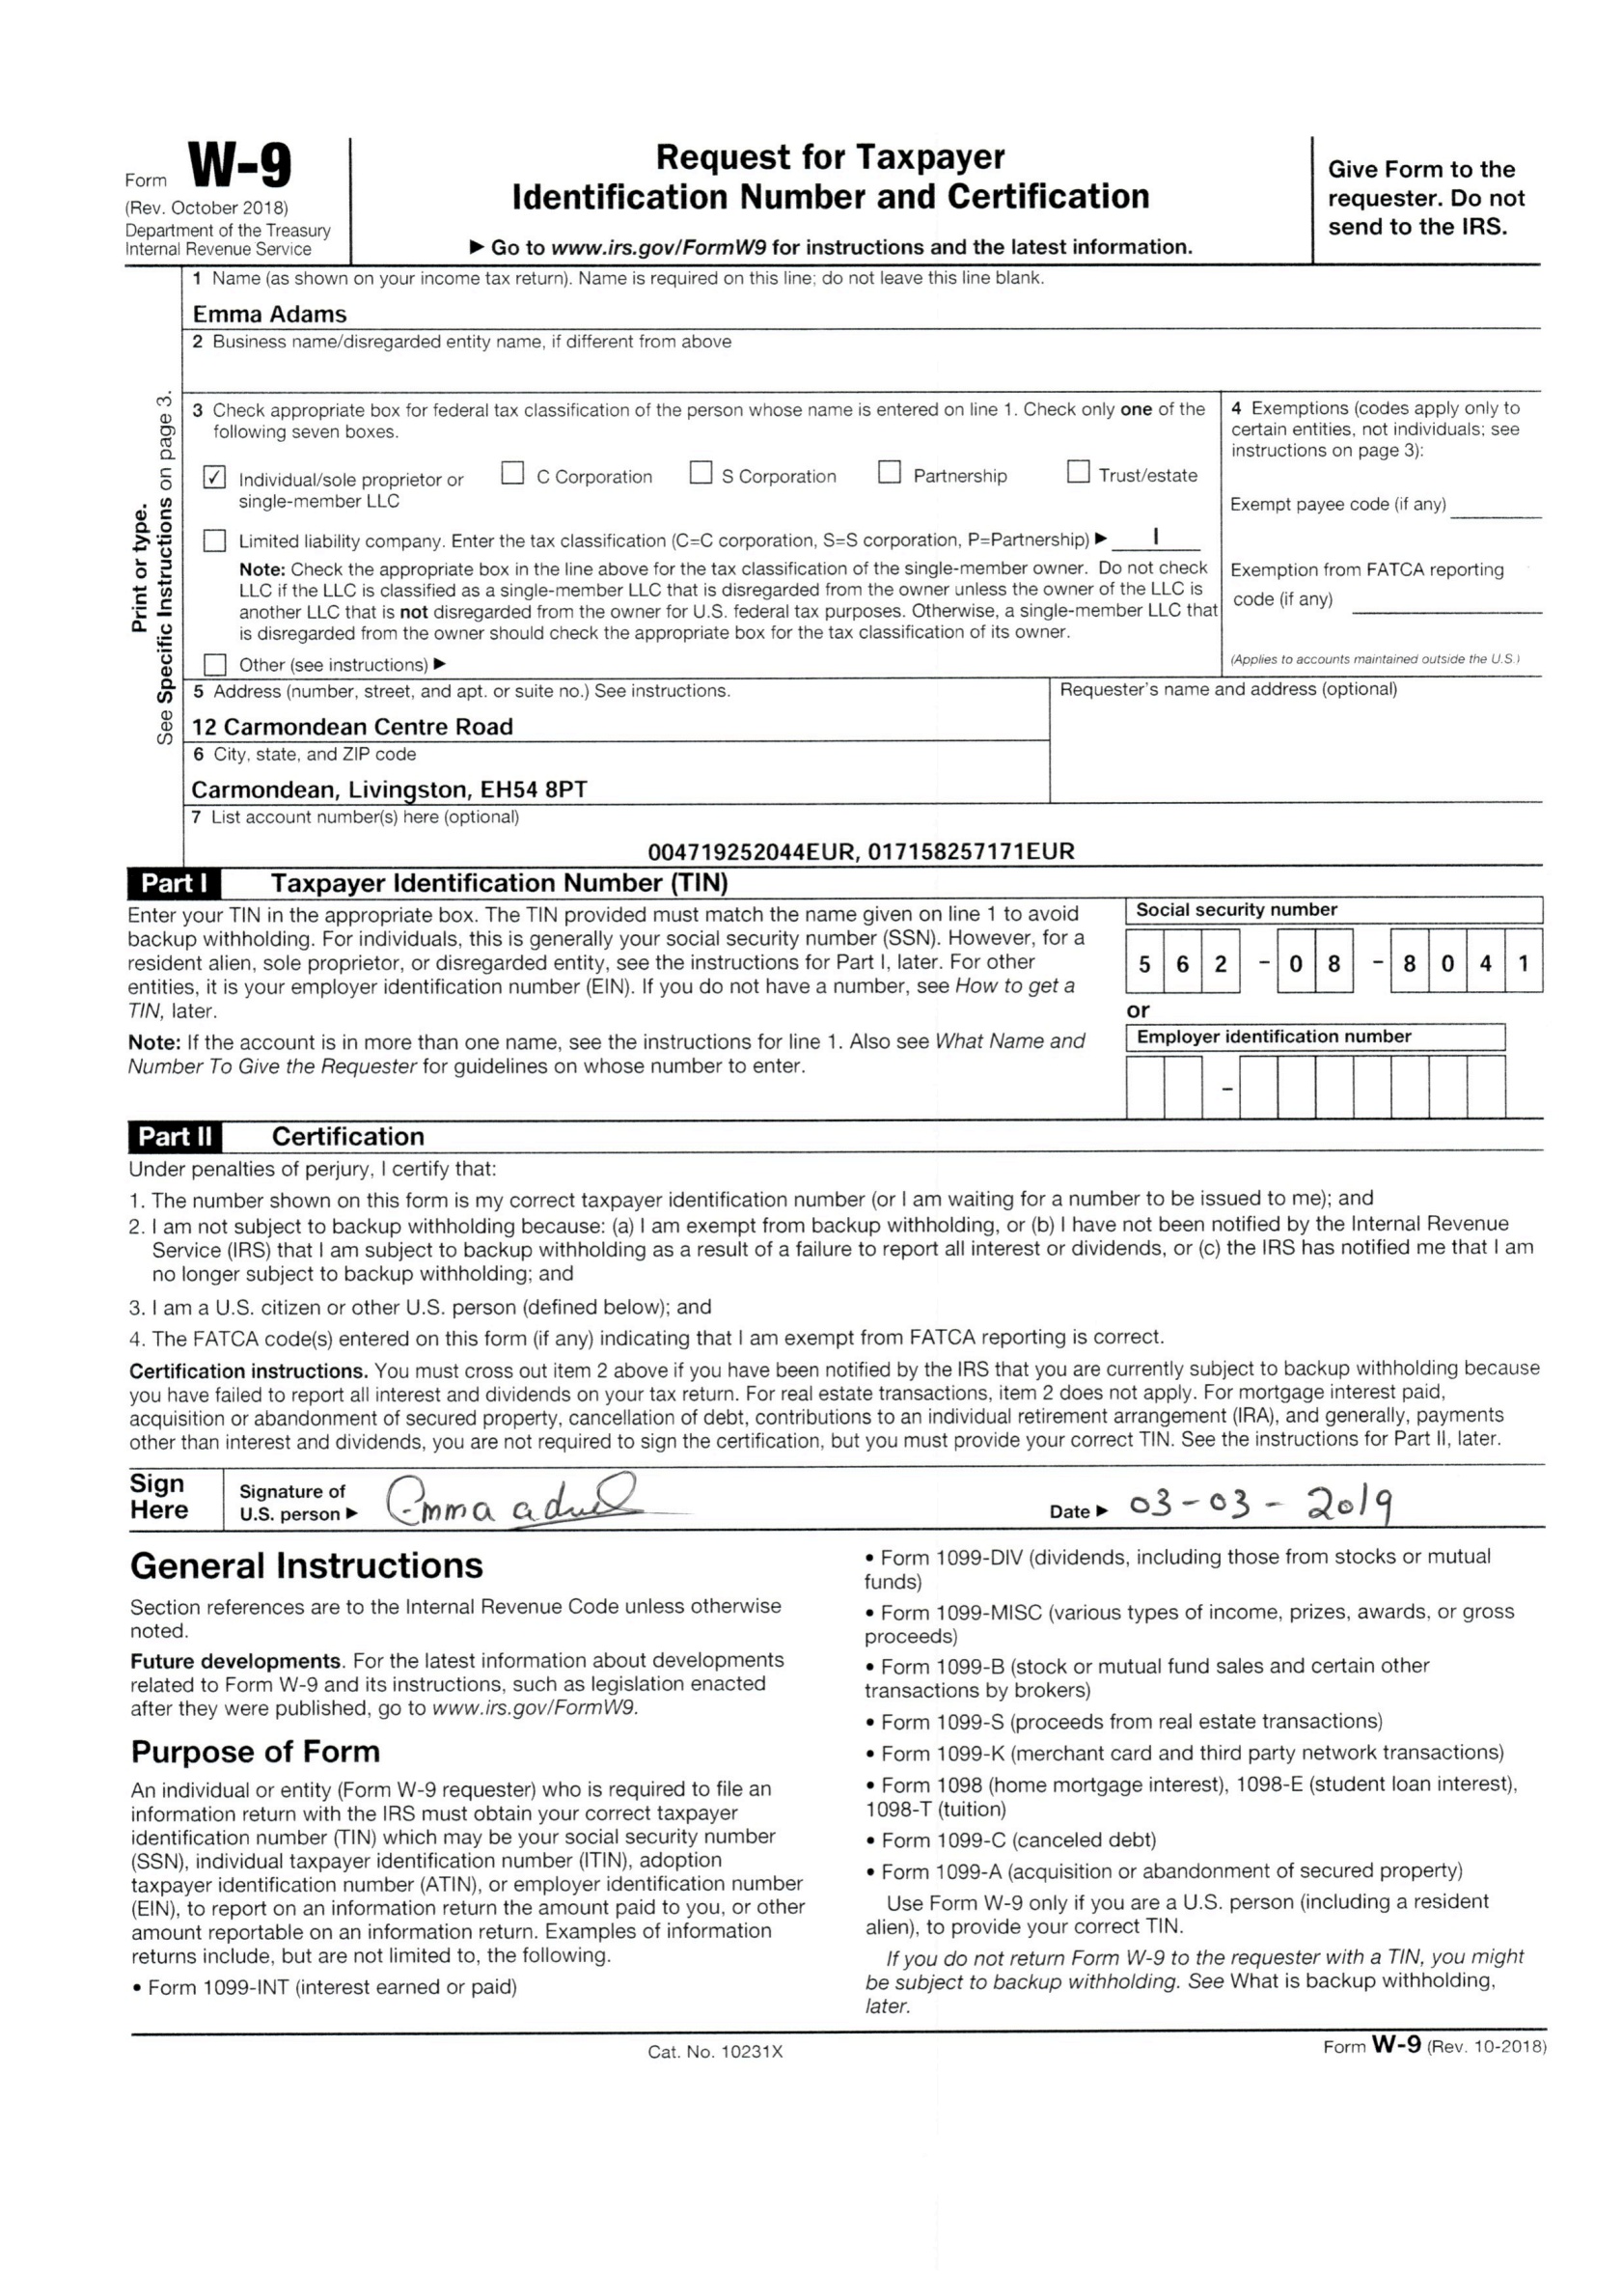 Form W-9
(Rev. October 2018)
Department of the Treasury
Internal Revenue Service
Request for Taxpayer
Identification Number and Certification
▶ Go to www.irs.gov/FormW9 for instructions and the latest information.
Give Form to the
requester. Do not
send to the IRS.
Print or type.
See Specific Instructions on page 3.
1 Name (as shown on your income tax return). Name is required on this line; do not leave this line blank.
Emma Adams
2 Business name/disregarded entity name, if different from above
3 Check appropriate box for federal tax classification of the person whose name is entered on line 1. Check only one of the
following seven boxes.
✓ Individual/sole proprietor or
single-member LLC
C Corporation
S Corporation
Partnership
Trust/estate
Limited liability company. Enter the tax classification (C=C corporation, S=S corporation, P=Partnership) ▶ I
Note: Check the appropriate box in the line above for the tax classification of the single-member owner. Do not check
LLC if the LLC is classified as a single-member LLC that is disregarded from the owner unless the owner of the LLC is
another LLC that is not disregarded from the owner for U.S. federal tax purposes. Otherwise, a single-member LLC that
is disregarded from the owner should check the appropriate box for the tax classification of its owner.
Other (see instructions) ▶
4 Exemptions (codes apply only to
certain entities, not individuals; see
instructions on page 3):
Exempt payee code (if any)
Exemption from FATCA reporting
code (if any)
(Applies to accounts maintained outside the U.S.)
5 Address (number, street, and apt. or suite no.) See instructions.
12 Carmondean Centre Road
6 City, state, and ZIP code
Carmondean, Livingston, EH54 8PT
Requester's name and address (optional)
7 List account number(s) here (optional)
004719252044EUR, 017158257171EUR
Part I Taxpayer Identification Number (TIN)
Enter your TIN in the appropriate box. The TIN provided must match the name given on line 1 to avoid
backup withholding. For individuals, this is generally your social security number (SSN). However, for a
resident alien, sole proprietor, or disregarded entity, see the instructions for Part I, later. For other
entities, it is your employer identification number (EIN). If you do not have a number, see How to get a
TIN, later.
Note: If the account is in more than one name, see the instructions for line 1. Also see What Name and
Number To Give the Requester for guidelines on whose number to enter.
Social security number
5 6 2 - 0 8 - 8 0 4 1
or
Employer identification number
-
Part II Certification
Under penalties of perjury, I certify that:
1. The number shown on this form is my correct taxpayer identification number (or I am waiting for a number to be issued to me); and
2. I am not subject to backup withholding because: (a) I am exempt from backup withholding, or (b) I have not been notified by the Internal Revenue
Service (IRS) that I am subject to backup withholding as a result of a failure to report all interest or dividends, or (c) the IRS has notified me that I am
no longer subject to backup withholding; and
3. I am a U.S. citizen or other U.S. person (defined below); and
4. The FATCA code(s) entered on this form (if any) indicating that I am exempt from FATCA reporting is correct.
Certification instructions. You must cross out item 2 above if you have been notified by the IRS that you are currently subject to backup withholding because
you have failed to report all interest and dividends on your tax return. For real estate transactions, item 2 does not apply. For mortgage interest paid,
acquisition or abandonment of secured property, cancellation of debt, contributions to an individual retirement arrangement (IRA), and generally, payments
other than interest and dividends, you are not required to sign the certification, but you must provide your correct TIN. See the instructions for Part II, later.
Sign
Here
Signature of
U.S. person ▶ Emma
Date ▶ 03-03-2019
General Instructions
Section references are to the Internal Revenue Code unless otherwise
noted.
Future developments. For the latest information about developments
related to Form W-9 and its instructions, such as legislation enacted
after they were published, go to www.irs.gov/FormW9.
Purpose of Form
An individual or entity (Form W-9 requester) who is required to file an
information return with the IRS must obtain your correct taxpayer
identification number (TIN) which may be your social security number
(SSN), individual taxpayer identification number (ITIN), adoption
taxpayer identification number (ATIN), or employer identification number
(EIN), to report on an information return the amount paid to you, or other
amount reportable on an information return. Examples of information
returns include, but are not limited to, the following.
• Form 1099-INT (interest earned or paid)
• Form 1099-DIV (dividends, including those from stocks or mutual
funds)
• Form 1099-MISC (various types of income, prizes, awards, or gross
proceeds)
• Form 1099-B (stock or mutual fund sales and certain other
transactions by brokers)
• Form 1099-S (proceeds from real estate transactions)
• Form 1099-K (merchant card and third party network transactions)
• Form 1098 (home mortgage interest), 1098-E (student loan interest),
1098-T (tuition)
• Form 1099-C (canceled debt)
• Form 1099-A (acquisition or abandonment of secured property)
Use Form W-9 only if you are a U.S. person (including a resident
alien), to provide your correct TIN.
If you do not return Form W-9 to the requester with a TIN, you might
be subject to backup withholding. See What is backup withholding,
later.
Cat. No. 10231X
Form W-9 (Rev. 10-2018)